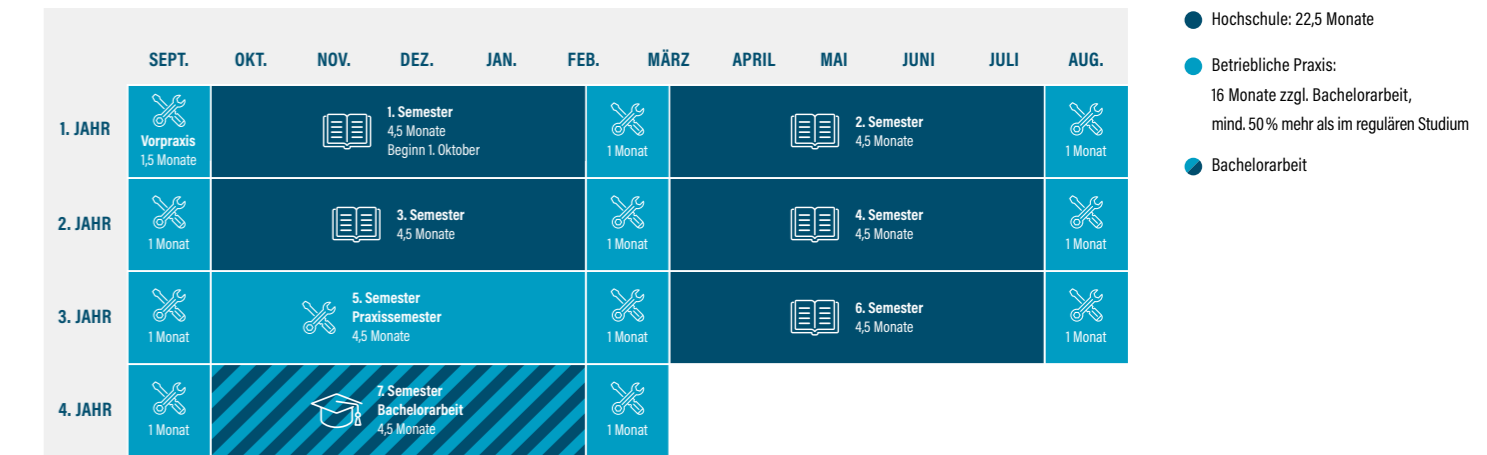 SEPT. OKT. NOV. DEZ. JAN. FEB. MÄRZ APRIL MAI JUNI JULI AUG.
1. JAHR
Vorpraxis
1,5 Monate
1. Semester
4,5 Monate
Beginn 1. Oktober
1 Monat
2. Semester
4,5 Monate
1 Monat
2. JAHR
1 Monat
3. Semester
4,5 Monate
1 Monat
4. Semester
4,5 Monate
1 Monat
3. JAHR
1 Monat
5. Semester
Praxissemester
4,5 Monate
1 Monat
6. Semester
4,5 Monate
1 Monat
4. JAHR
1 Monat
7. Semester
Bachelorarbeit
4,5 Monate
1 Monat
Hochschule: 22,5 Monate
Betriebliche Praxis:
16 Monate zzgl. Bachelorarbeit,
mind. 50 % mehr als im regulären Studium
Bachelorarbeit